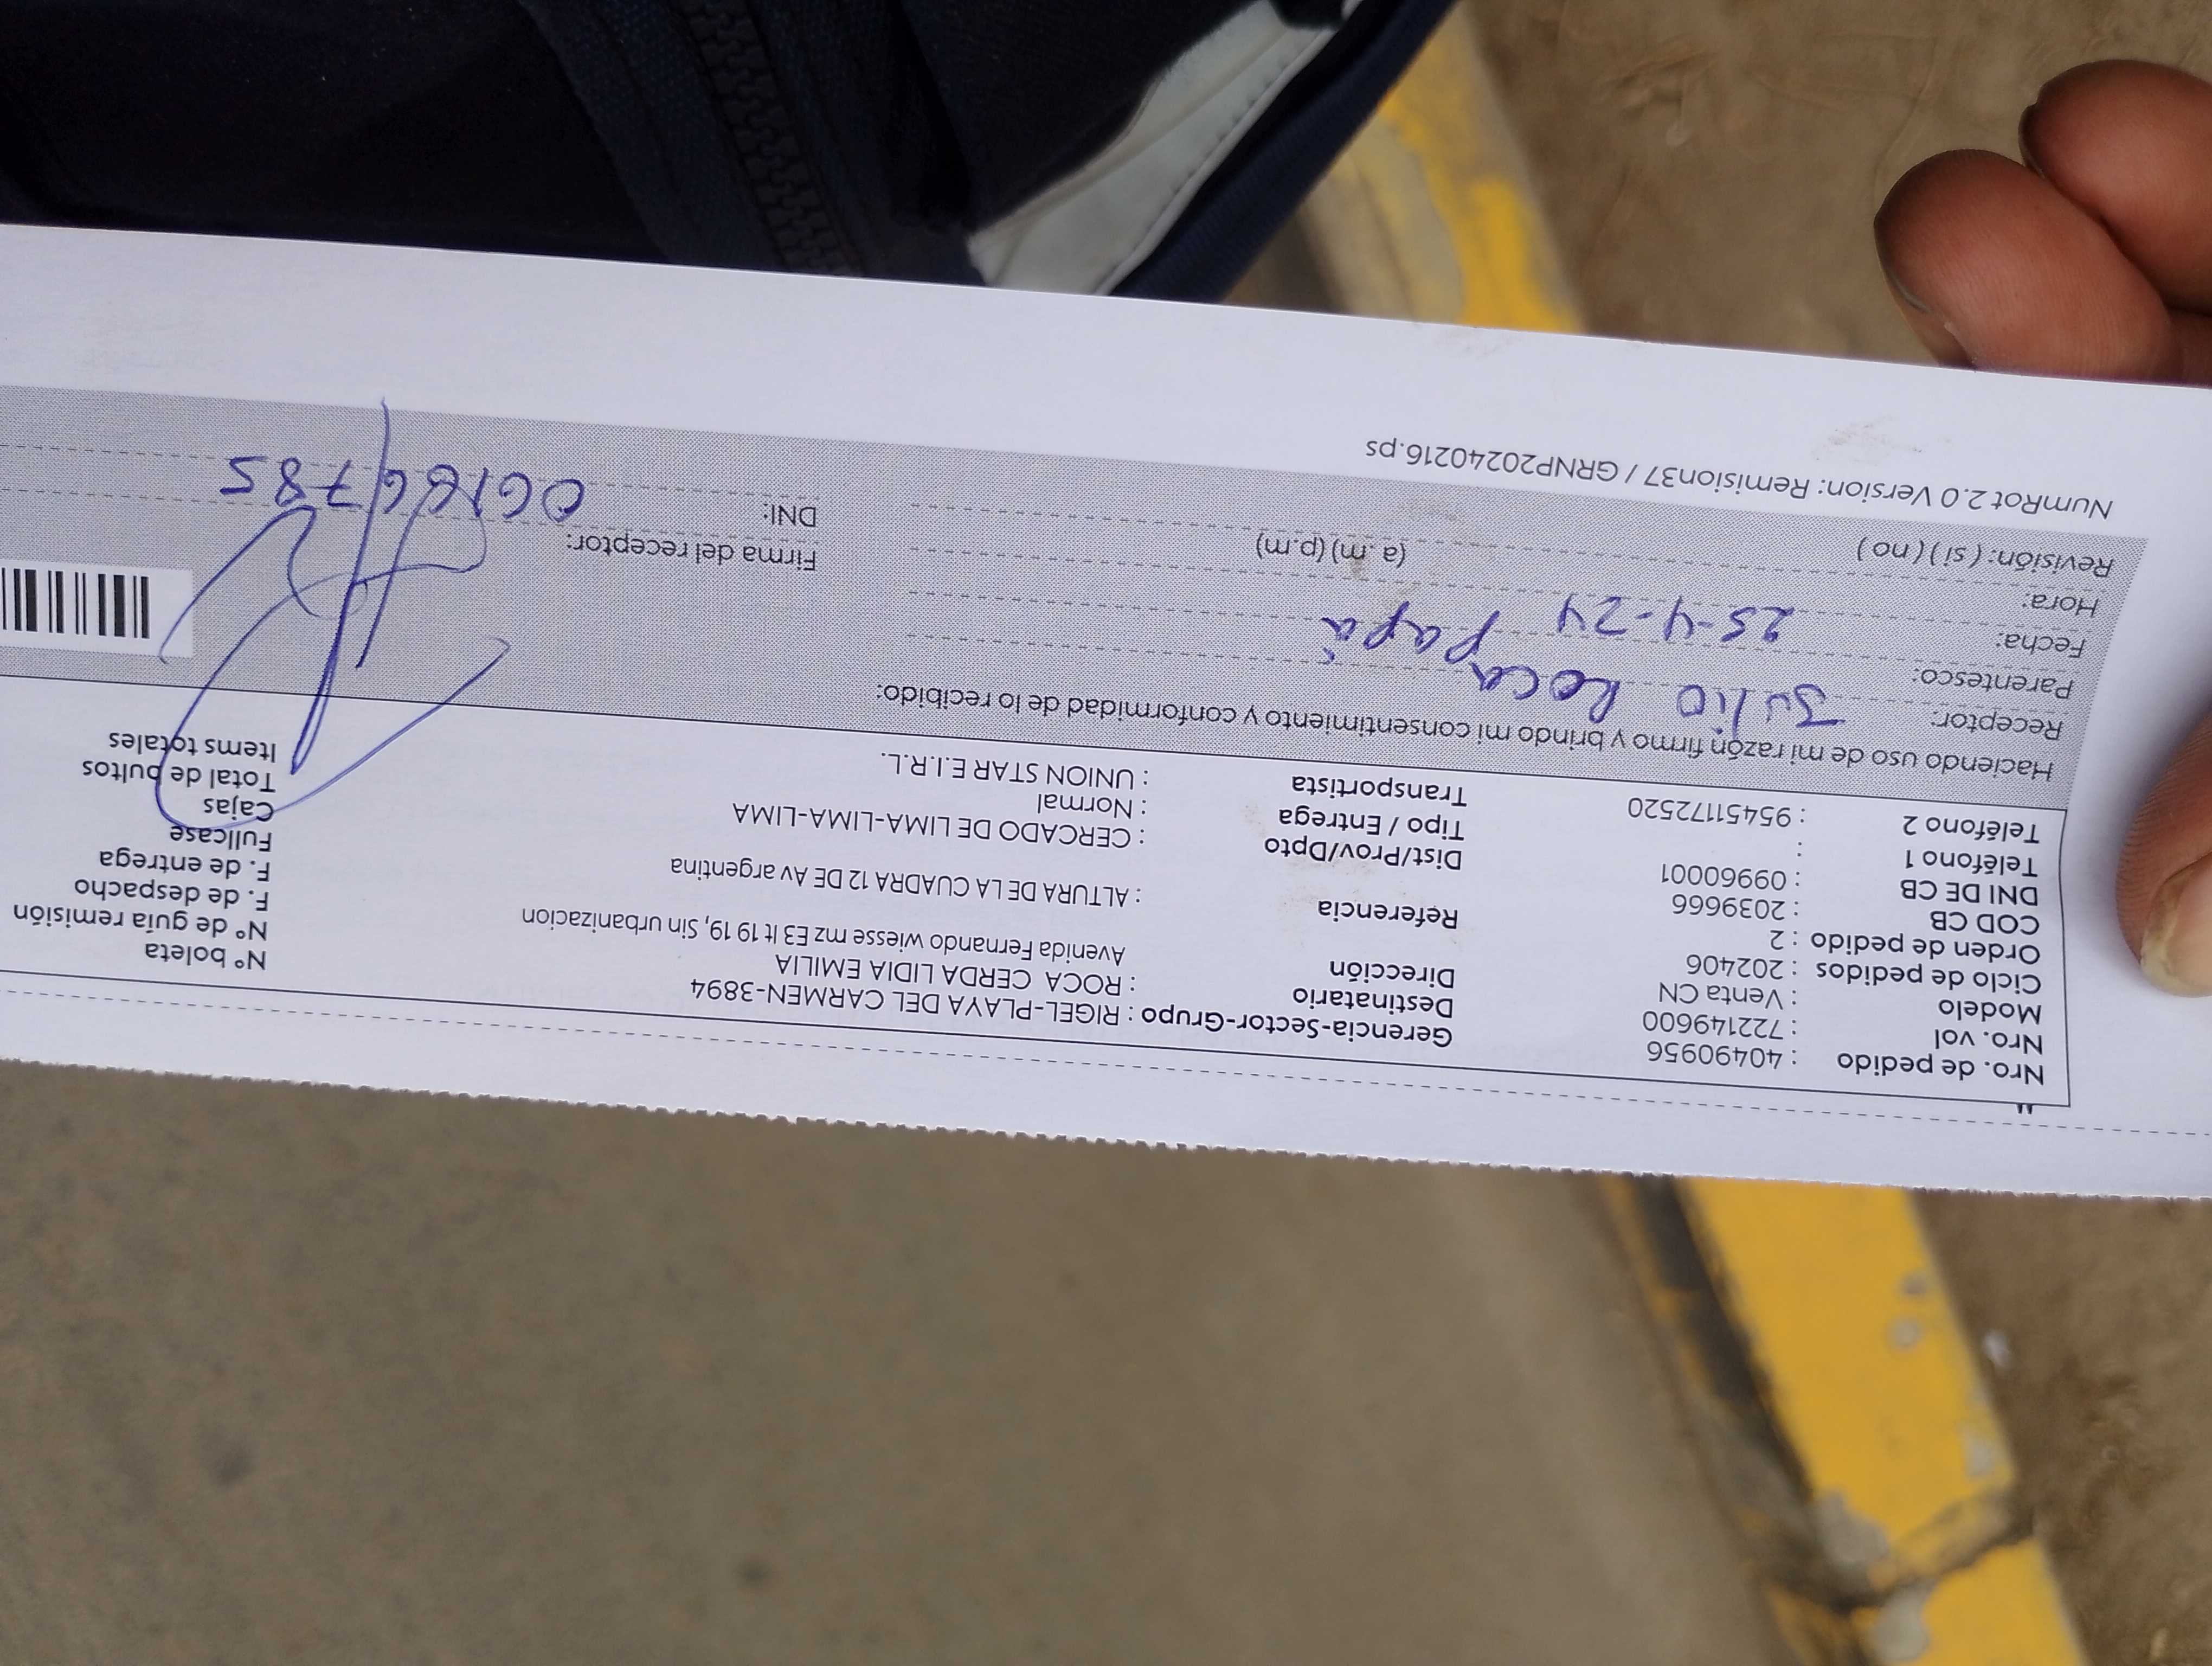 Nro. de pedido : 40490956
Nro. vol : 722149600
Modelo : Venta CN
Ciclo de pedidos : 202406
Orden de pedido : 2
COD CB : 2039666
DNI DE CB : 09960001
Teléfono 1 :
Teléfono 2 : 95451172520
Gerencia-Sector-Grupo : RIGEL-PLAYA DEL CARMEN-3894
Destinatario : ROCA CERDA LIDIA EMILIA
Dirección Avenida Fernando wiesse mz E3 lt 19 19, Sin urbanizacion
Referencia : ALTURA DE LA CUADRA 12 DE Av argentina
Dist/Prov/Dpto : CERCADO DE LIMA-LIMA-LIMA
Tipo / Entrega : Normal
Transportista : UNION STAR E.I.R.L.
N° boleta
N° de guía remisión
F. de despacho
F. de entrega
Fullcase
Cajas
Total de bultos
Items totales
Haciendo uso de mi razón firmo y brindo mi consentimiento y conformidad de lo recibido:
Receptor: Julio Roca
Parentesco: papá
Fecha: 25-4-24
Hora: (a.m) (p.m)
Revisión: ( si ) ( no )
Firma del receptor:
DNI:
NumRot 2.0 Version: Remision37 / GRNP20240216.ps